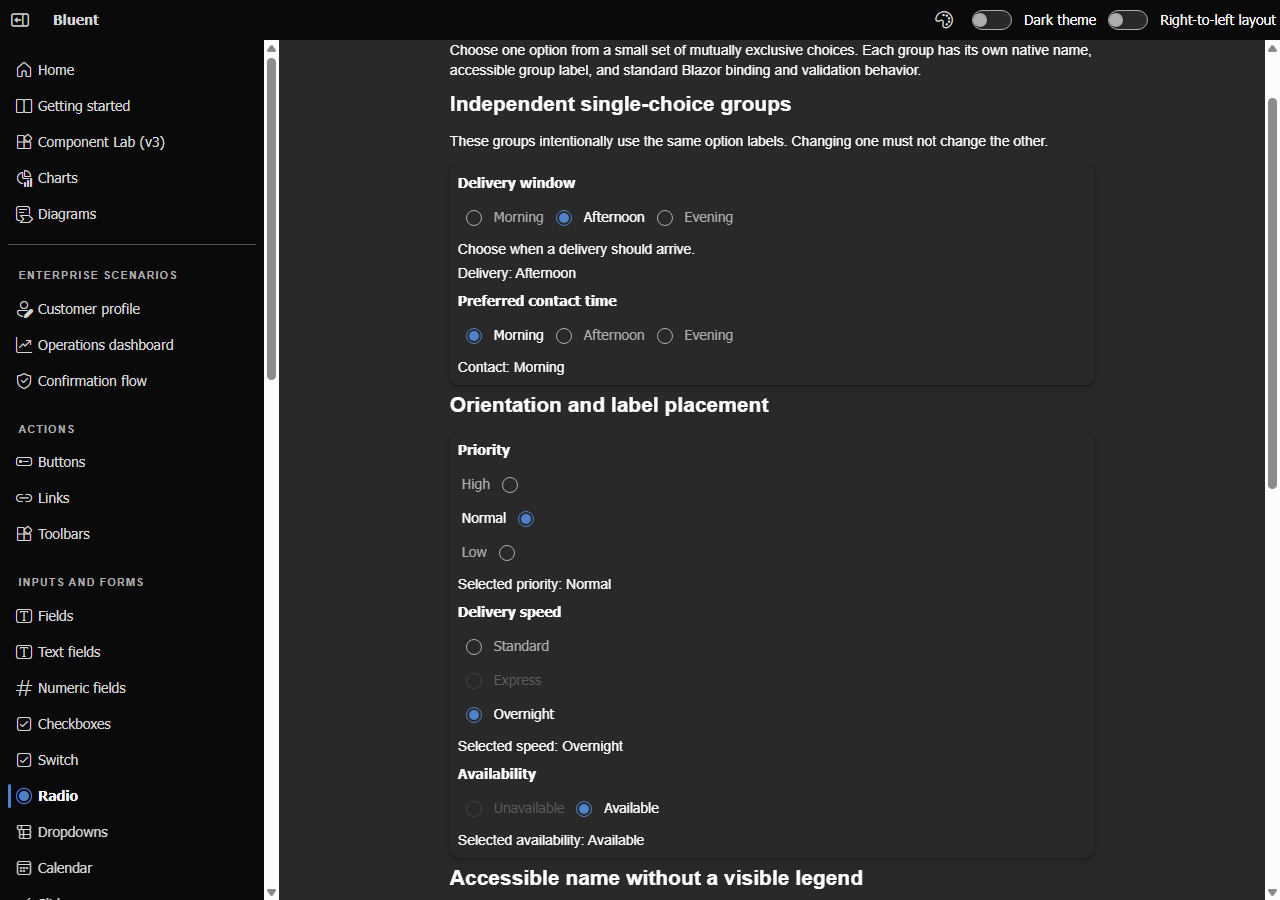 Bluent
Dark theme
Right-to-left layout
Home
Getting started
Component Lab (v3)
Charts
Diagrams
ENTERPRISE SCENARIOS
Customer profile
Operations dashboard
Confirmation flow
ACTIONS
Buttons
Links
Toolbars
INPUTS AND FORMS
Fields
Text fields
Numeric fields
Checkboxes
Switch
Radio
Dropdowns
Calendar
Choose one option from a small set of mutually exclusive choices. Each group has its own native name,
accessible group label, and standard Blazor binding and validation behavior.
Independent single-choice groups
These groups intentionally use the same option labels. Changing one must not change the other.
Delivery window
Morning Afternoon Evening
Choose when a delivery should arrive.
Delivery: Afternoon
Preferred contact time
Morning Afternoon Evening
Contact: Morning
Orientation and label placement
Priority
High
Normal
Low
Selected priority: Normal
Delivery speed
Standard
Express
Overnight
Selected speed: Overnight
Availability
Unavailable Available
Selected availability: Available
Accessible name without a visible legend